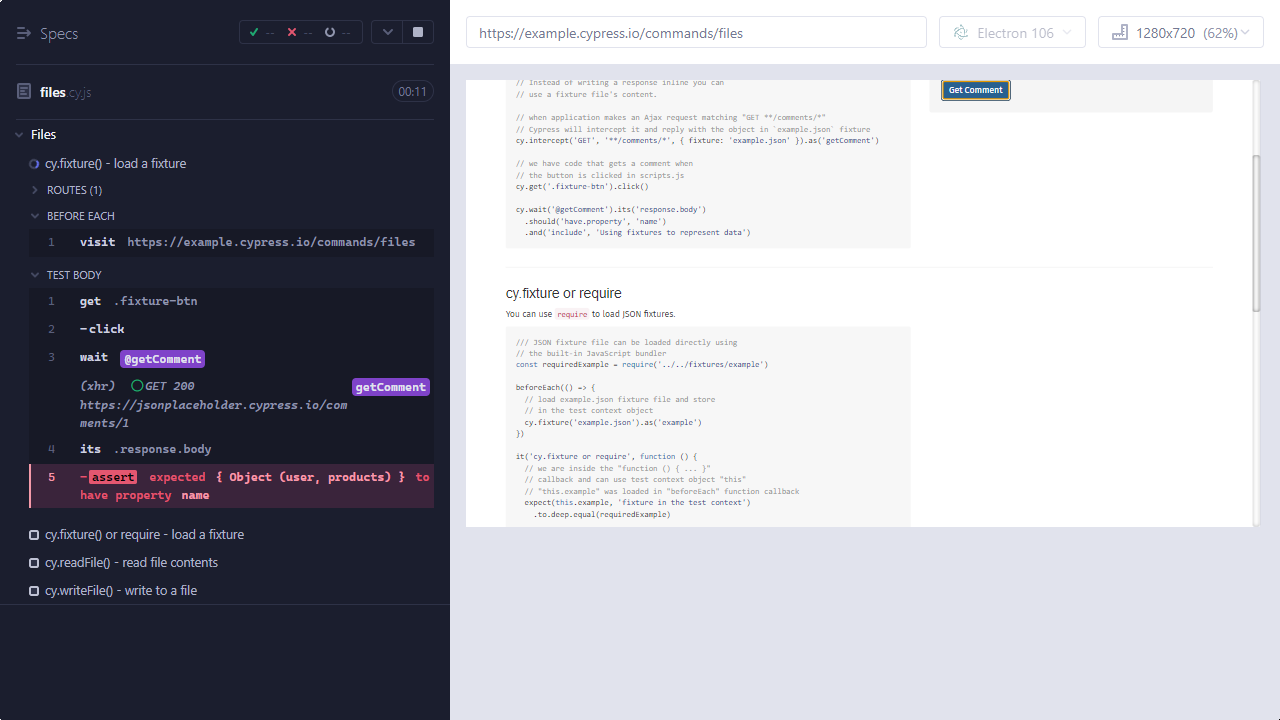 Specs
-- -- --
files.cy.js 00:11
Files
cy.fixture() - load a fixture
ROUTES (1)
BEFORE EACH
1 visit https://example.cypress.io/commands/files
TEST BODY
1 get .fixture-btn
2 -click
3 wait @getComment
(xhr) GET 200 getComment
https://jsonplaceholder.cypress.io/com
ments/1
4 its .response.body
5 -assert expected { Object (user, products) } to
have property name
cy.fixture() or require - load a fixture
cy.readFile() - read file contents
cy.writeFile() - write to a file
https://example.cypress.io/commands/files
Electron 106
1280x720 (62%)
// Instead of writing a response inline you can
// use a fixture file's content.
// when application makes an Ajax request matching "GET **/comments/*"
// Cypress will intercept it and reply with the object in `example.json` fixture
cy.intercept('GET', '**/comments/*', { fixture: 'example.json' }).as('getComment')
// we have code that gets a comment when
// the button is clicked in scripts.js
cy.get('.fixture-btn').click()
cy.wait('@getComment').its('response.body')
.should('have.property', 'name')
.and('include', 'Using fixtures to represent data')
Get Comment
cy.fixture or require
You can use require to load JSON fixtures.
/// JSON fixture file can be loaded directly using
// the built-in JavaScript bundler
const requiredExample = require('../../fixtures/example')
beforeEach(() => {
// load example.json fixture file and store
// in the test context object
cy.fixture('example.json').as('example')
})
it('cy.fixture or require', function () {
// we are inside the "function () { ... }"
// callback and can use test context object "this"
// "this.example" was loaded in "beforeEach" function callback
expect(this.example, 'fixture in the test context')
.to.deep.equal(requiredExample)